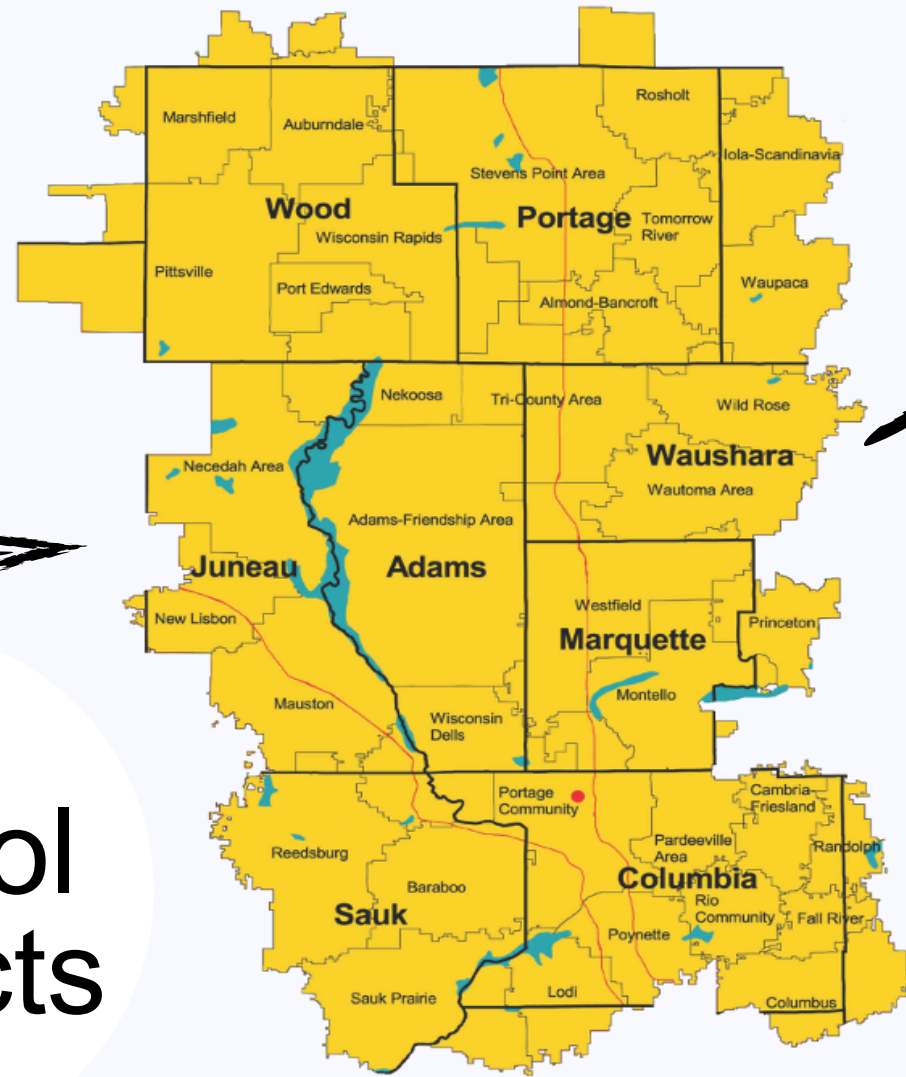 Rosholt
Marshfield
Auburndale
Iola-Scandinavia
Stevens Point Area
Wood
Portage
Tomorrow
River
Wisconsin Rapids
Pittsville
Port Edwards
Waupaca
Almond-Bancroft
Nekoosa
Tri-County Area
Wild Rose
Waushara
Necedah Area
Wautoma Area
Adams-Friendship Area
Juneau
Adams
Westfield
New Lisbon
Princeton
Marquette
Montello
Mauston
Wisconsin
Dells
Portage
Community
Cambria-
Friesland
Pardeeville
Area
Randolph
Reedsburg
Columbia
Baraboo
Rio
Community
Sauk
Fall River
Poynette
Sauk Prairie
Lodi
Columbus
ol
cts